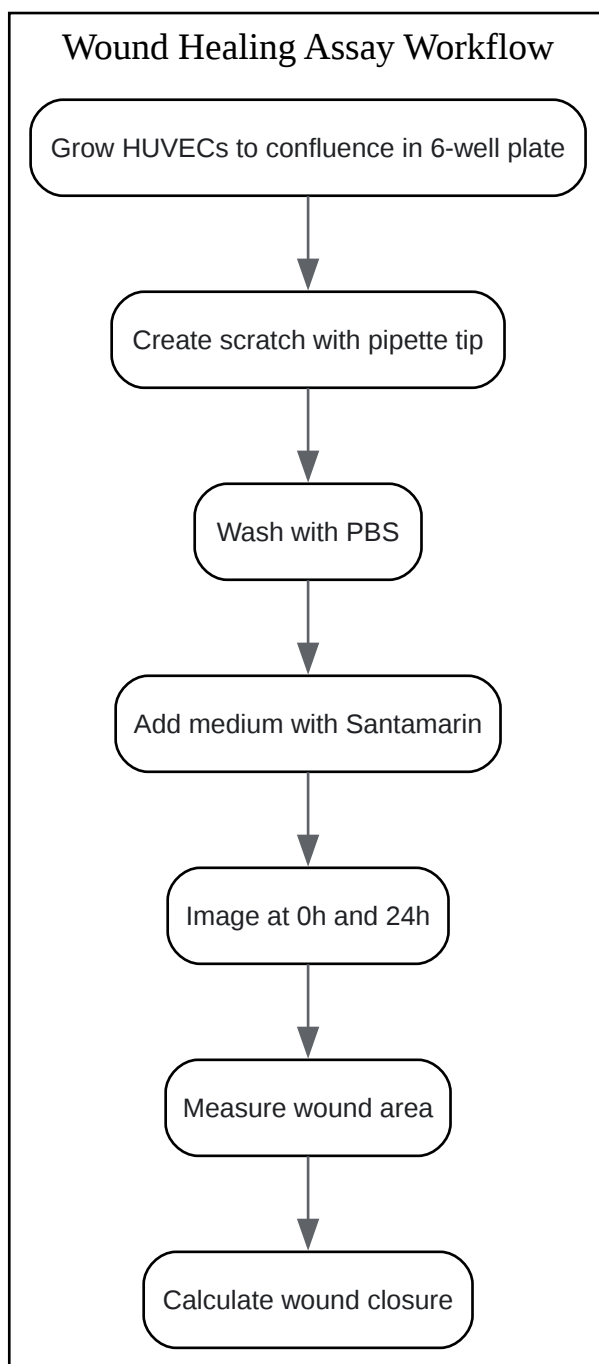 Wound Healing Assay Workflow
Grow HUVECs to confluence in 6-well plate
Create scratch with pipette tip
Wash with PBS
Add medium with Santamarin
Image at 0h and 24h
Measure wound area
Calculate wound closure